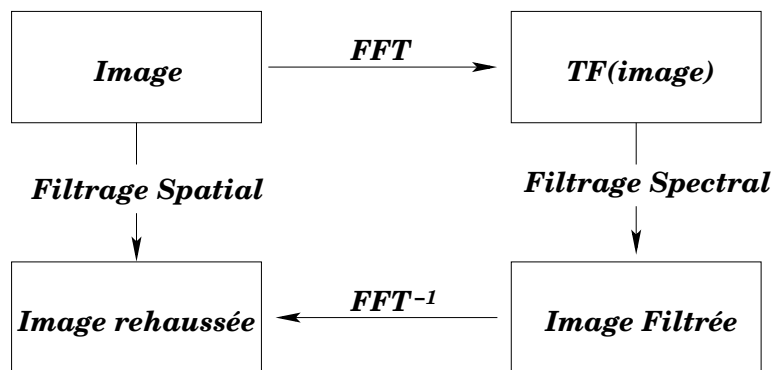 Image
FFT
TF(image)
Filtrage Spatial
Filtrage Spectral
Image rehaussée
FFT⁻¹
Image Filtrée